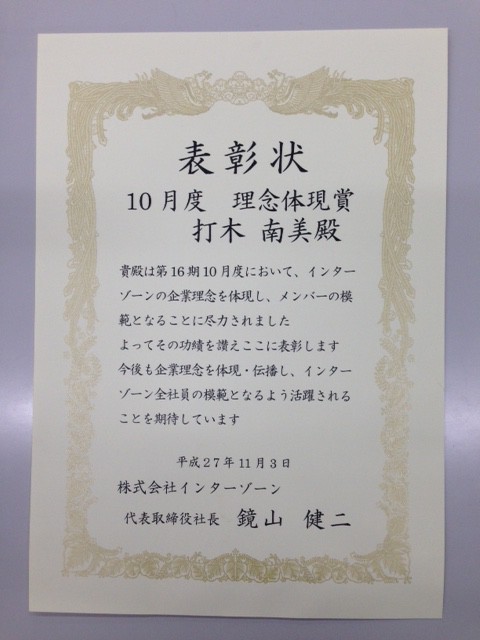 表彰状
10月度 理念体現賞
打木 南美殿
貴殿は第16期10月度において、インター
ゾーンの企業理念を体現し、メンバーの模
範となることに尽力されました
よってその功績を讃えここに表彰します
今後も企業理念を体現・伝播し、インター
ゾーン全社員の模範となるよう活躍される
ことを期待しています
平成27年11月3日
株式会社インターゾーン
代表取締役社長 鏡山 健二